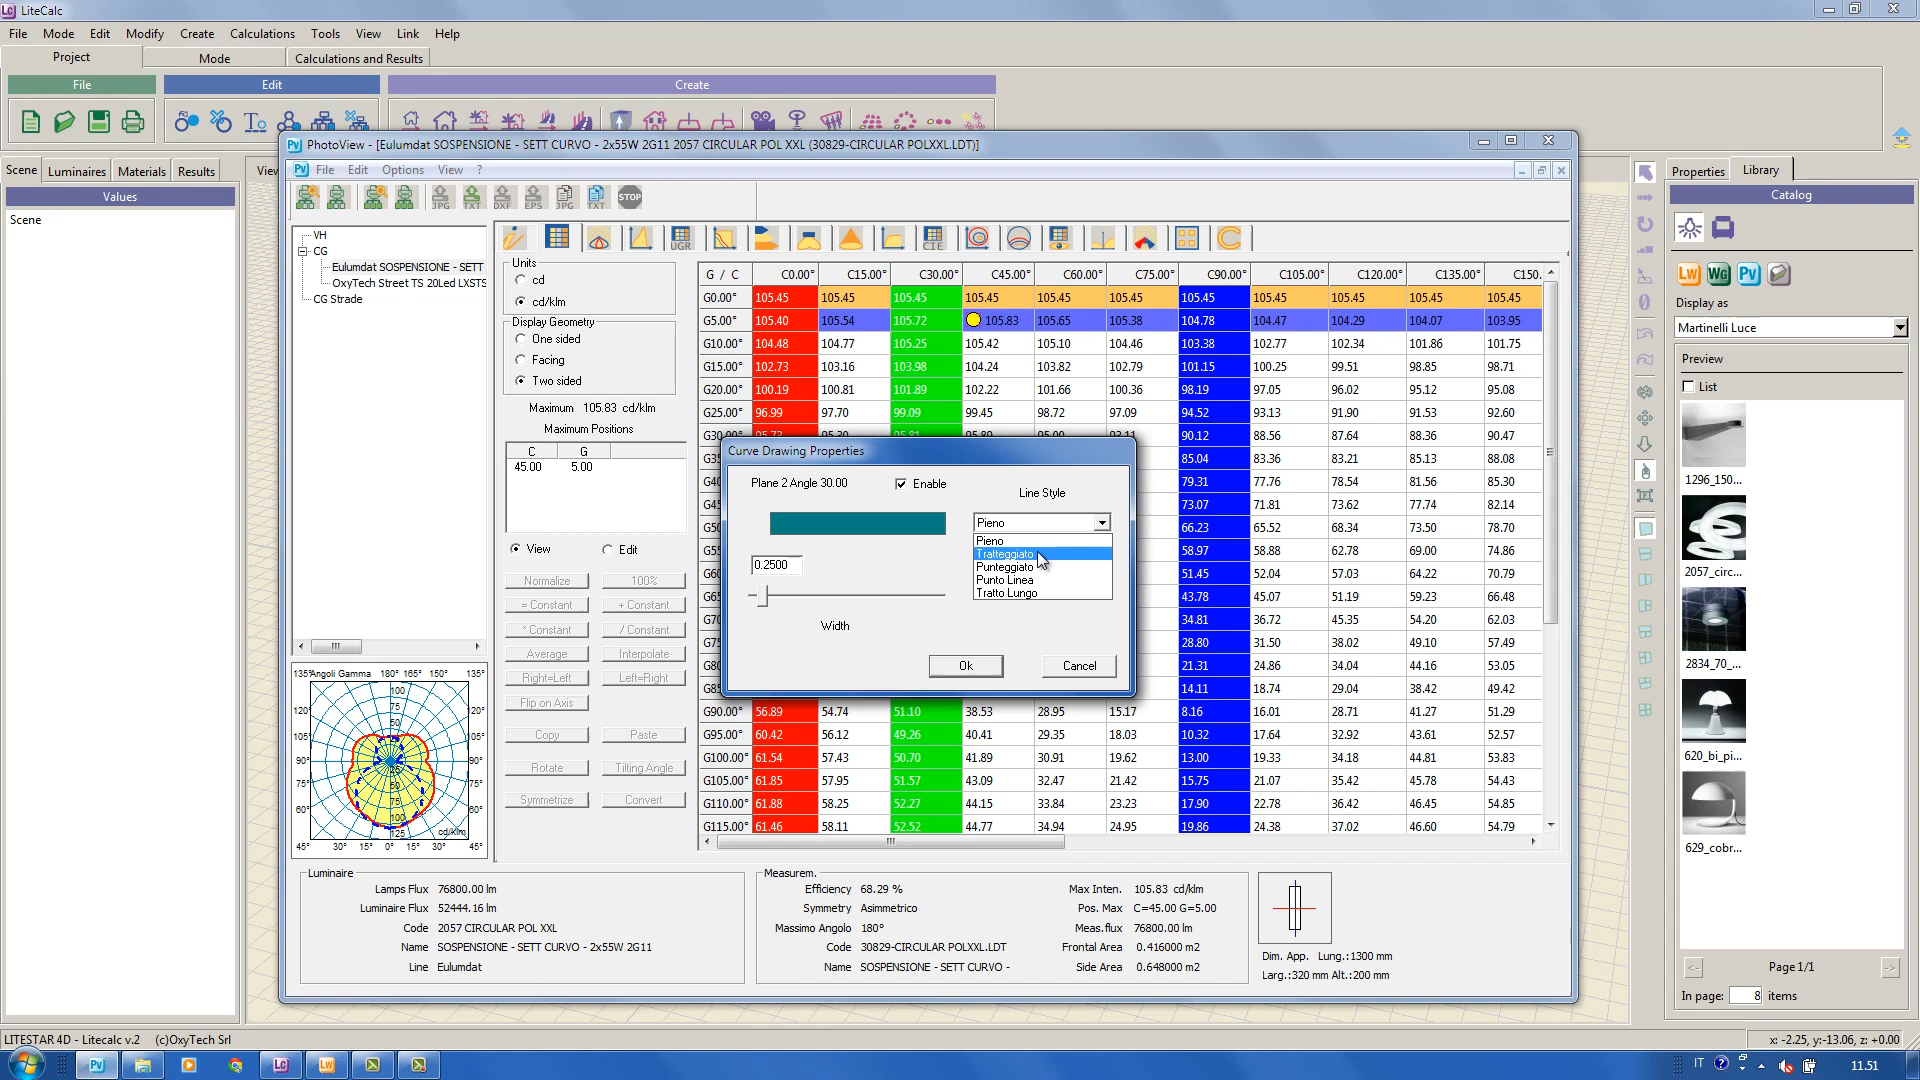 LiteCalc
File Mode Edit Modify Create Calculations Tools View Link Help
Project Mode Calculations and Results
File Edit Create
PhotoView - [Eulumdat SOSPENSIONE - SETT CURVO - 2x55W 2G11 2057 CIRCULAR POL XXL (30829-CIRCULAR POLXXL.LDT)]
File Edit Options View ?
JPG TXT DXF EPS JPG TXT STOP
Scene Luminaires Materials Results
Values
Scene
VH
CG
Eulumdat SOSPENSIONE - SETT
OxyTech Street TS 20Led LXSTS
CG Strade
UGR CIE
Units
cd
cd/klm
Display Geometry
One sided
Facing
Two sided
Maximum 105.83 cd/klm
Maximum Positions
C G
45.00 5.00
View Edit
Normalize 100%
= Constant + Constant
* Constant / Constant
Average Interpolate
Right=Left Left=Right
Flip on Axis
Copy Paste
Rotate Tilting Angle
Symmetrize Convert
G / C C0.00° C15.00° C30.00° C45.00° C60.00° C75.00° C90.00° C105.00° C120.00° C135.00° C150.
G0.00° 105.45 105.45 105.45 105.45 105.45 105.45 105.45 105.45 105.45 105.45 105.45
G5.00° 105.40 105.54 105.72 105.83 105.65 105.38 104.78 104.47 104.29 104.07 103.95
G10.00° 104.48 104.77 105.25 105.42 105.10 104.46 103.38 102.77 102.34 101.86 101.75
G15.00° 102.73 103.16 103.98 104.24 103.82 102.79 101.15 100.25 99.51 98.85 98.71
G20.00° 100.19 100.81 101.89 102.22 101.66 100.36 98.19 97.05 96.02 95.12 95.08
G25.00° 96.99 97.70 99.09 99.45 98.72 97.09 94.52 93.13 91.90 91.53 92.60
90.12 88.56 87.64 88.36 90.47
85.04 83.36 83.21 85.13 88.08
79.31 77.76 78.54 81.56 85.30
73.07 71.81 73.62 77.74 82.14
66.23 65.52 68.34 73.50 78.70
58.97 58.88 62.78 69.00 74.86
51.45 52.04 57.03 64.22 70.79
43.78 45.07 51.19 59.23 66.48
34.81 36.72 45.35 54.20 62.03
28.80 31.50 38.02 49.10 57.49
21.31 24.86 34.04 44.16 53.05
14.11 18.74 29.04 38.42 49.42
G90.00° 56.89 54.74 51.10 38.53 28.95 15.17 8.16 16.01 28.71 41.27 51.29
G95.00° 60.42 56.12 49.26 40.41 29.35 18.03 10.32 17.64 32.92 43.61 52.57
G100.00° 61.54 57.43 50.70 41.89 30.91 19.62 13.00 19.33 34.18 44.81 53.83
G105.00° 61.85 57.95 51.57 43.09 32.47 21.42 15.75 21.07 35.42 45.78 54.43
G110.00° 61.88 58.25 52.27 44.15 33.84 23.23 17.90 22.78 36.42 46.45 54.85
G115.00° 61.46 58.11 52.52 44.77 34.94 24.95 19.86 24.38 37.02 46.60 54.79
Curve Drawing Properties
Plane 2 Angle 30.00 Enable
Line Style
Pieno
Pieno
Tratteggiato
Punteggiato
Punto Linea
Tratto Lungo
0.2500
Width
Ok Cancel
135° Angoli Gamma 180° 165° 150° 135°
45° 30° 15° 0° 15° 30° 45°
cd/klm
Luminaire
Lamps Flux 76800.00 lm
Luminaire Flux 52444.16 lm
Code 2057 CIRCULAR POL XXL
Name SOSPENSIONE - SETT CURVO - 2x55W 2G11
Line Eulumdat
Measurem.
Efficiency 68.29 %
Symmetry Asimmetrico
Massimo Angolo 180°
Code 30829-CIRCULAR POLXXL.LDT
Name SOSPENSIONE - SETT CURVO -
Max Inten. 105.83 cd/klm
Pos. Max C=45.00 G=5.00
Meas.flux 76800.00 lm
Frontal Area 0.416000 m2
Side Area 0.648000 m2
Dim. App. Lung.:1300 mm
Larg.:320 mm Alt.:200 mm
Properties Library
Catalog
Lw Wg Pv
Display as
Martinelli Luce
Preview
List
1296_150...
2057_circ...
2834_70_...
620_bi_pi...
629_cobr...
<- Page 1/1 ->
In page: 8 items
LITESTAR 4D - Litecalc v.2 (c)OxyTech Srl
x: -2.25, y:-13.06, z: +0.00
IT 11.51